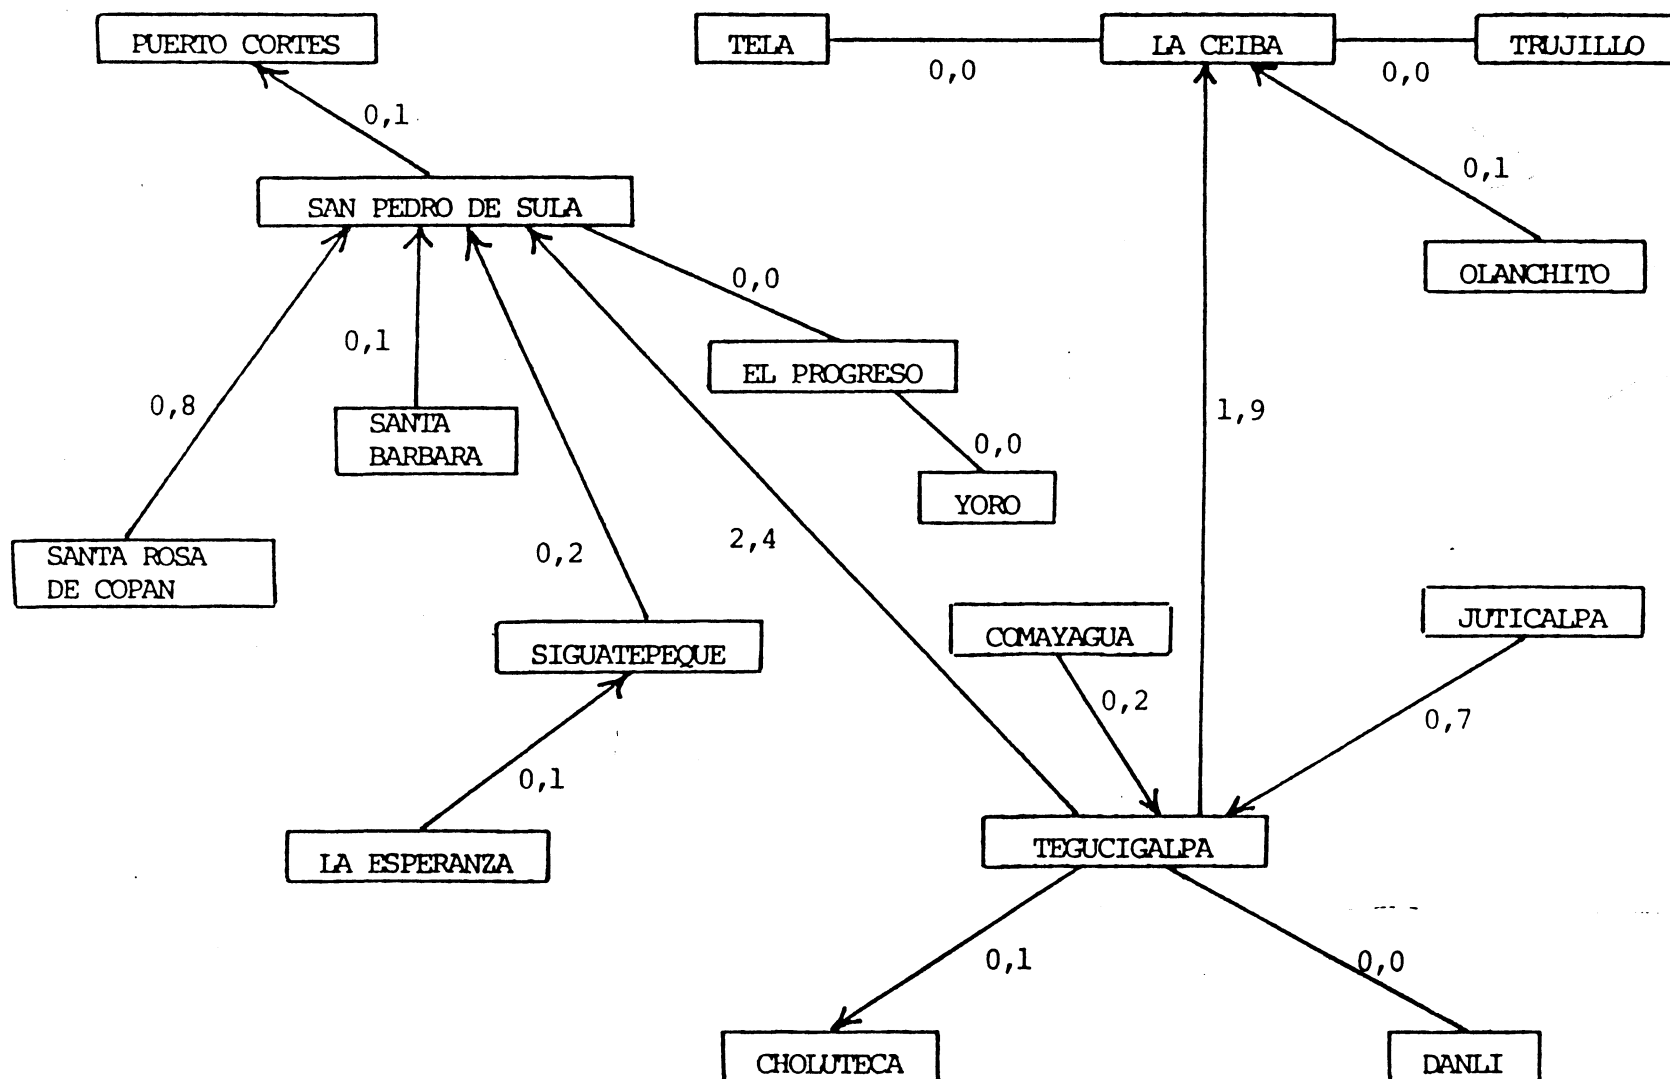 PUERTO CORTES
TELA
LA CEIBA
TRUJILLO
0,0
0,0
0,1
0,1
SAN PEDRO DE SULA
OLANCHITO
0,0
0,1
EL PROGRESO
0,8
1,9
SANTA
BARBARA
0,0
YORO
2,4
0,2
SANTA ROSA
DE COPAN
COMAYAGUA
JUTICALPA
SIGUATEPEQUE
0,2
0,7
0,1
TEGUCIGALPA
LA ESPERANZA
0,1
0,0
CHOLUTECA
DANLI